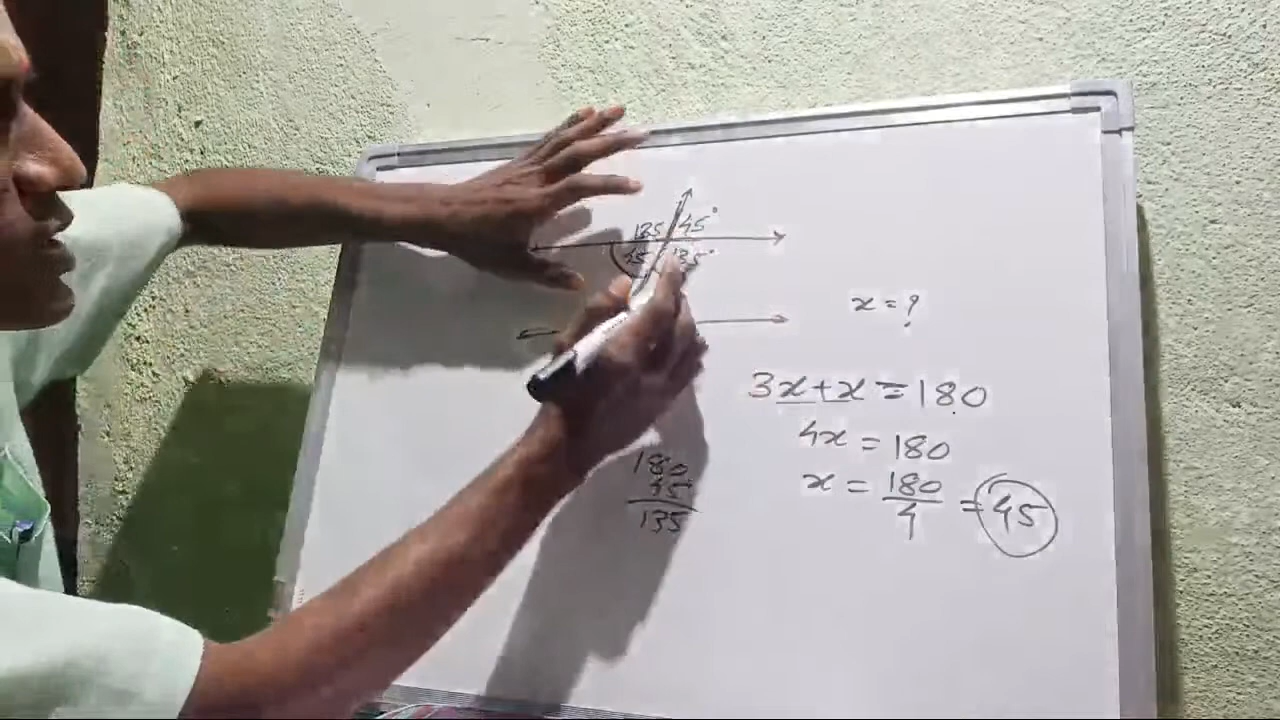 135 45°
45 135°
x = ?
3x + x = 180
4x = 180
x = 180/4 = 45
180
45
135